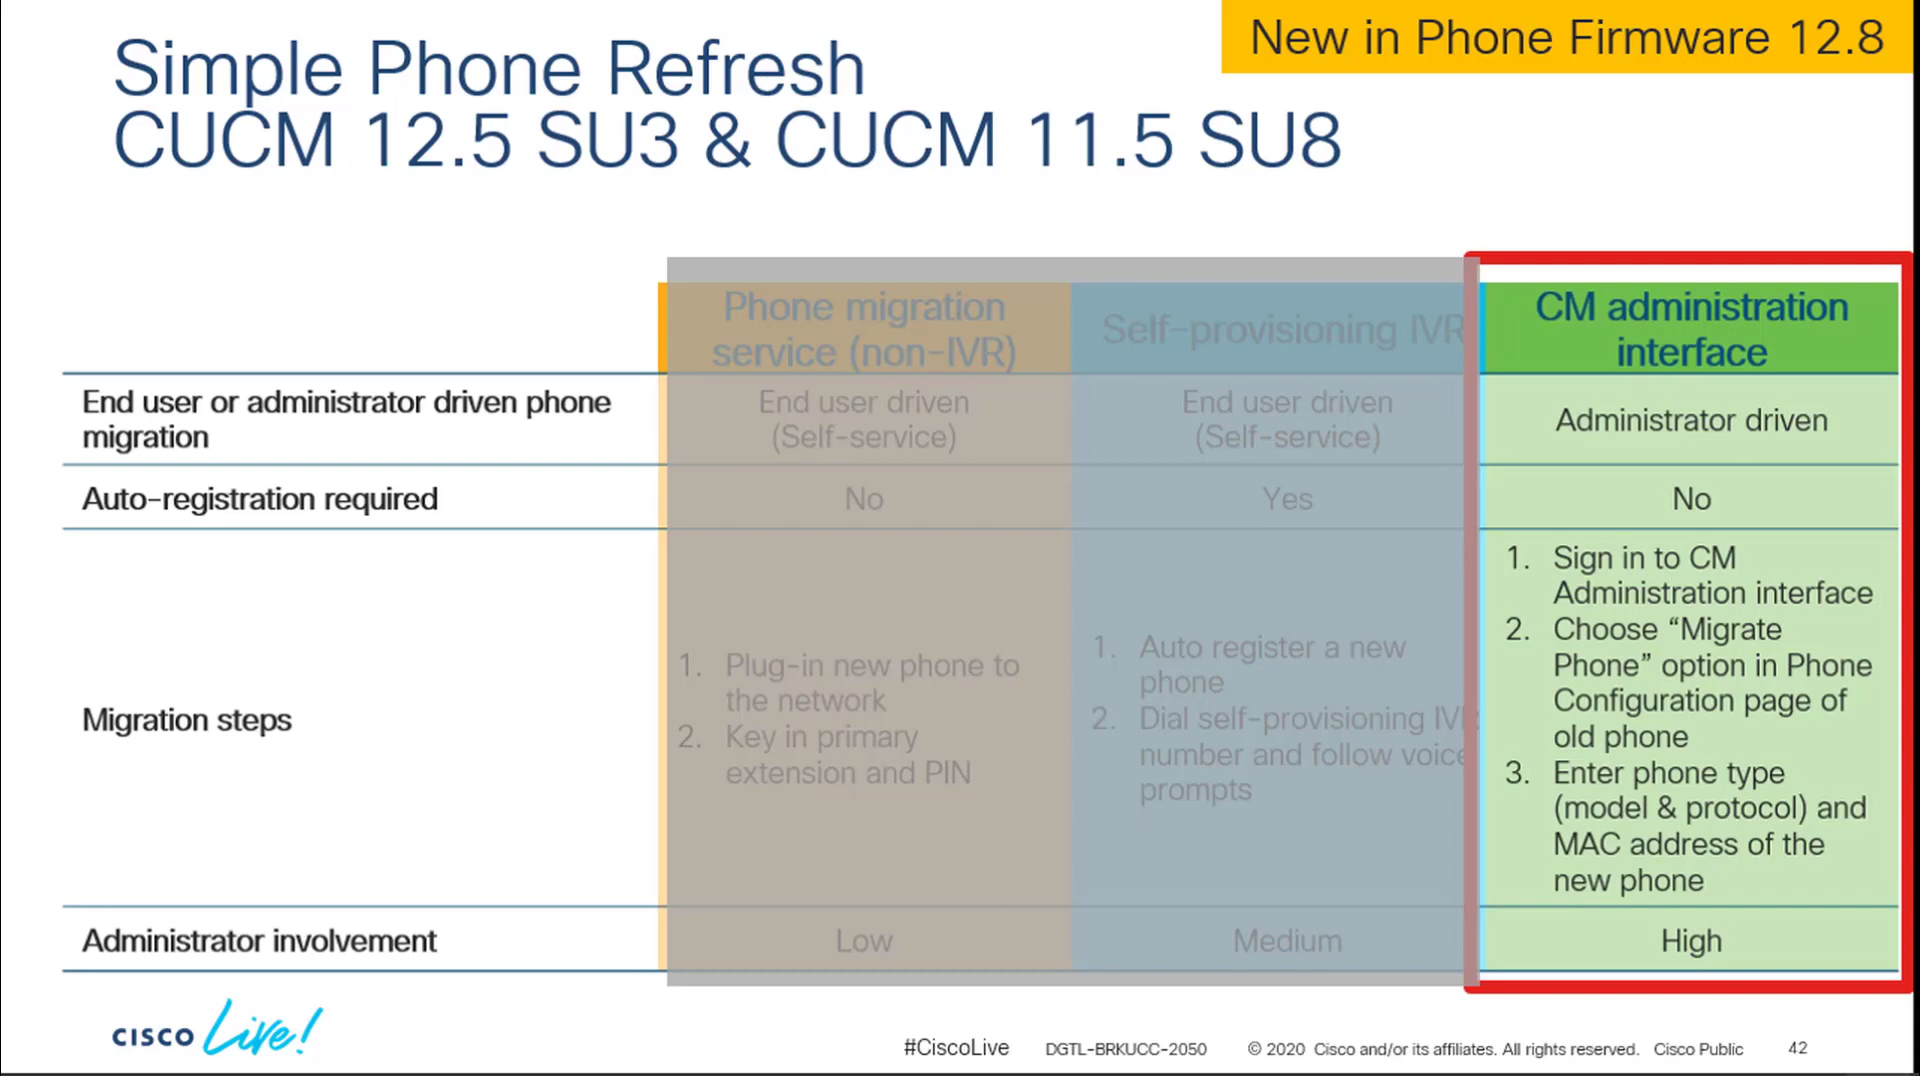 New in Phone Firmware 12.8
Simple Phone Refresh
CUCM 12.5 SU3 & CUCM 11.5 SU8
Phone migration
service (non-IVR)
Self-provisioning IVR
CM administration
interface
End user or administrator driven phone
migration
End user driven
(Self-service)
End user driven
(Self-service)
Administrator driven
Auto-registration required
No
Yes
No
Migration steps
1. Plug-in new phone to
the network
2. Key in primary
extension and PIN
1. Auto register a new
phone
2. Dial self-provisioning IVR
number and follow voice
prompts
1. Sign in to CM
Administration interface
2. Choose “Migrate
Phone” option in Phone
Configuration page of
old phone
3. Enter phone type
(model & protocol) and
MAC address of the
new phone
Administrator involvement
Low
Medium
High
CISCO Live!
#CiscoLive
DGTL-BRKUCC-2050
© 2020 Cisco and/or its affiliates. All rights reserved. Cisco Public
42